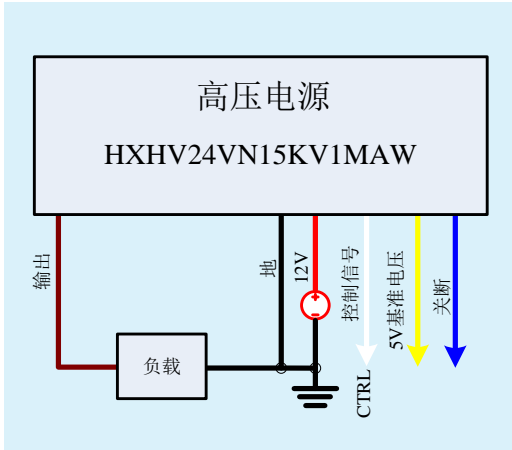 高压电源
HXHV24VN15KV1MAW
输出
地
12V
控制信号
5V基准电压
关断
负载
CTRL